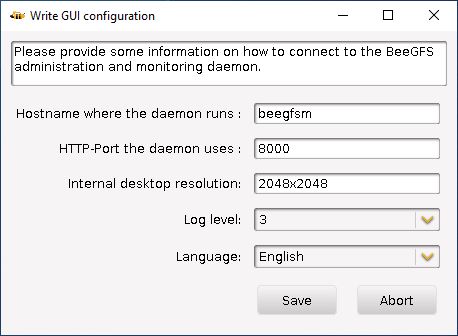 Write GUI configuration
Please provide some information on how to connect to the BeeGFS
administration and monitoring daemon.
Hostname where the daemon runs : beegfsm
HTTP-Port the daemon uses : 8000
Internal desktop resolution: 2048x2048
Log level: 3
Language: English
Save Abort